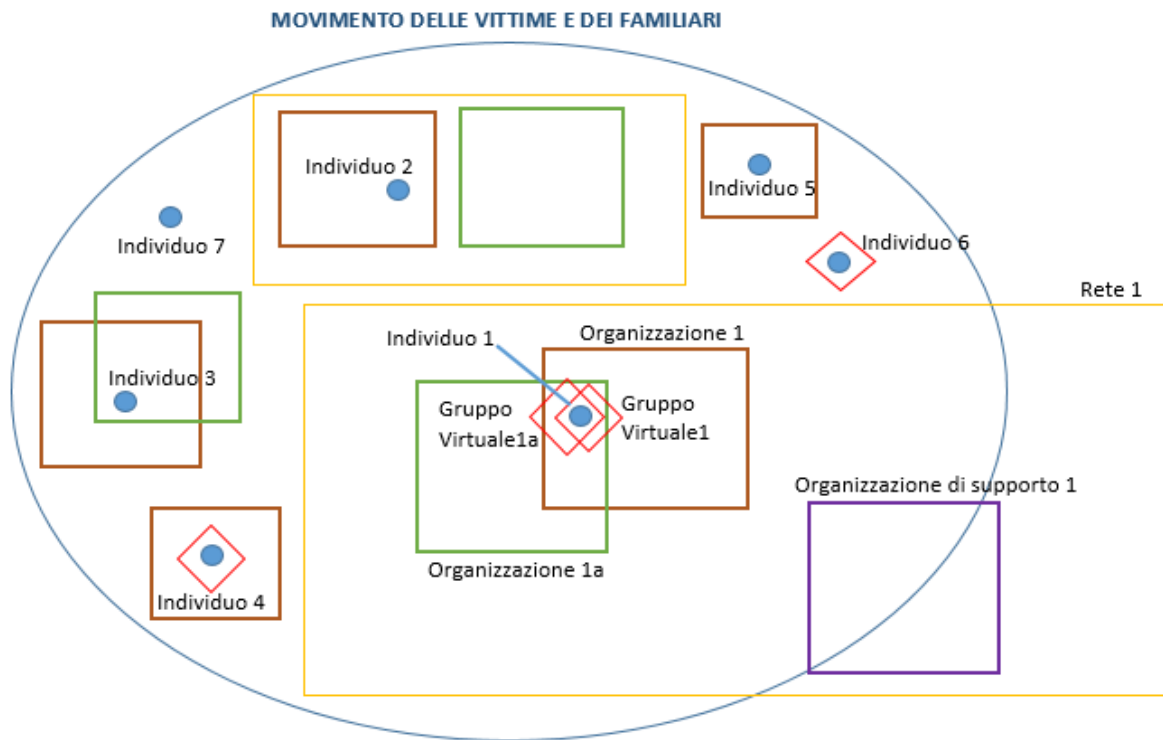 MOVIMENTO DELLE VITTIME E DEI FAMILIARI
Individuo 2
Individuo 5
Individuo 7
Individuo 6
Rete 1
Individuo 1
Organizzazione 1
Individuo 3
Gruppo
Virtuale1a
Gruppo
Virtuale1
Organizzazione di supporto 1
Organizzazione 1a
Individuo 4